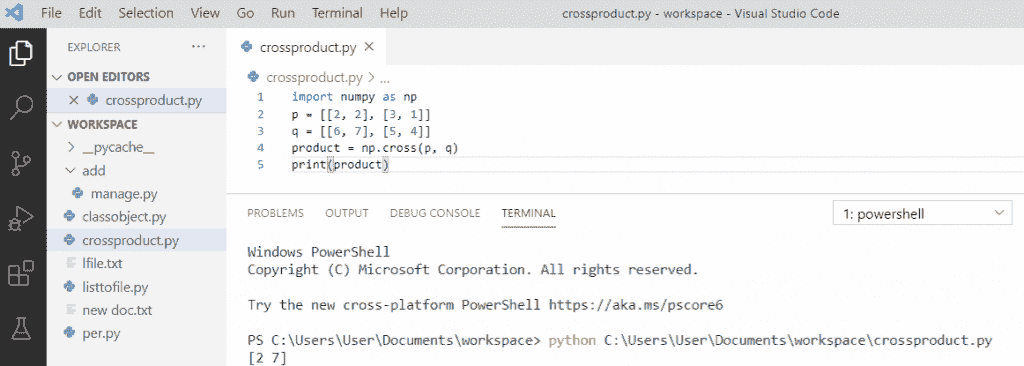 File Edit Selection View Go Run Terminal Help crossproduct.py - workspace - Visual Studio Code
EXPLORER ···
OPEN EDITORS
crossproduct.py
WORKSPACE
__pycache__
add
manage.py
classobject.py
crossproduct.py
lfile.txt
listtofile.py
new doc.txt
per.py
crossproduct.py
crossproduct.py > ...
1 import numpy as np
2 p = [[2, 2], [3, 1]]
3 q = [[6, 7], [5, 4]]
4 product = np.cross(p, q)
5 print(product)
PROBLEMS OUTPUT DEBUG CONSOLE TERMINAL 1: powershell
Windows PowerShell
Copyright (C) Microsoft Corporation. All rights reserved.
Try the new cross-platform PowerShell https://aka.ms/pscore6
PS C:\Users\User\Documents\workspace> python C:\Users\User\Documents\workspace\crossproduct.py
[2 7]